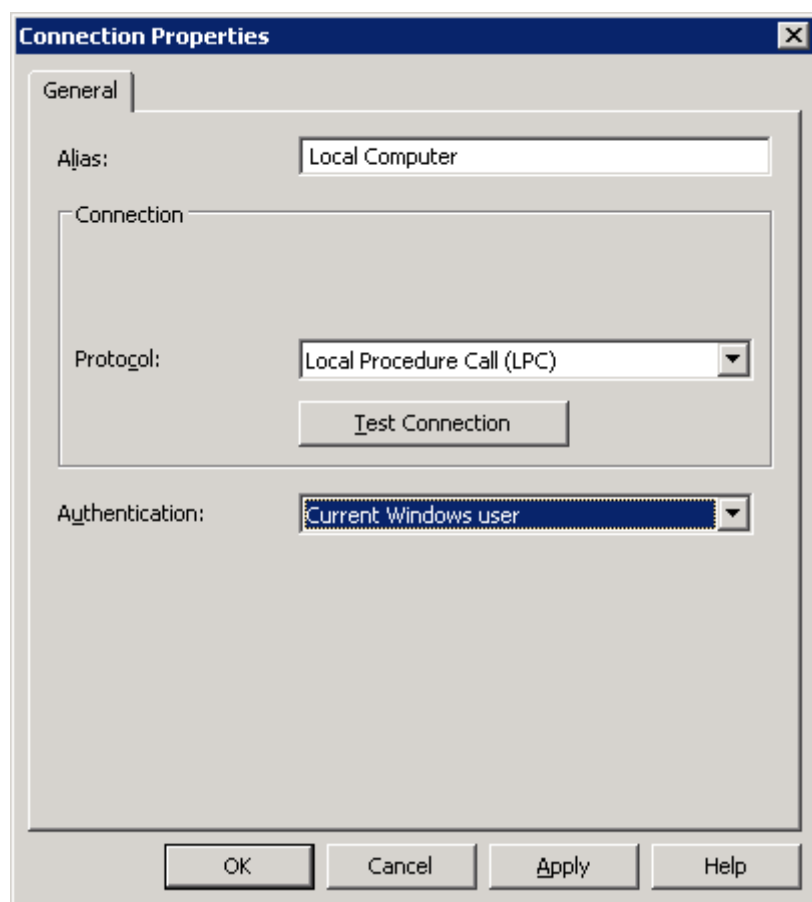 Connection Properties
General
Alias:
Local Computer
Connection
Protocol:
Local Procedure Call (LPC)
Test Connection
Authentication:
Current Windows user
OK
Cancel
Apply
Help